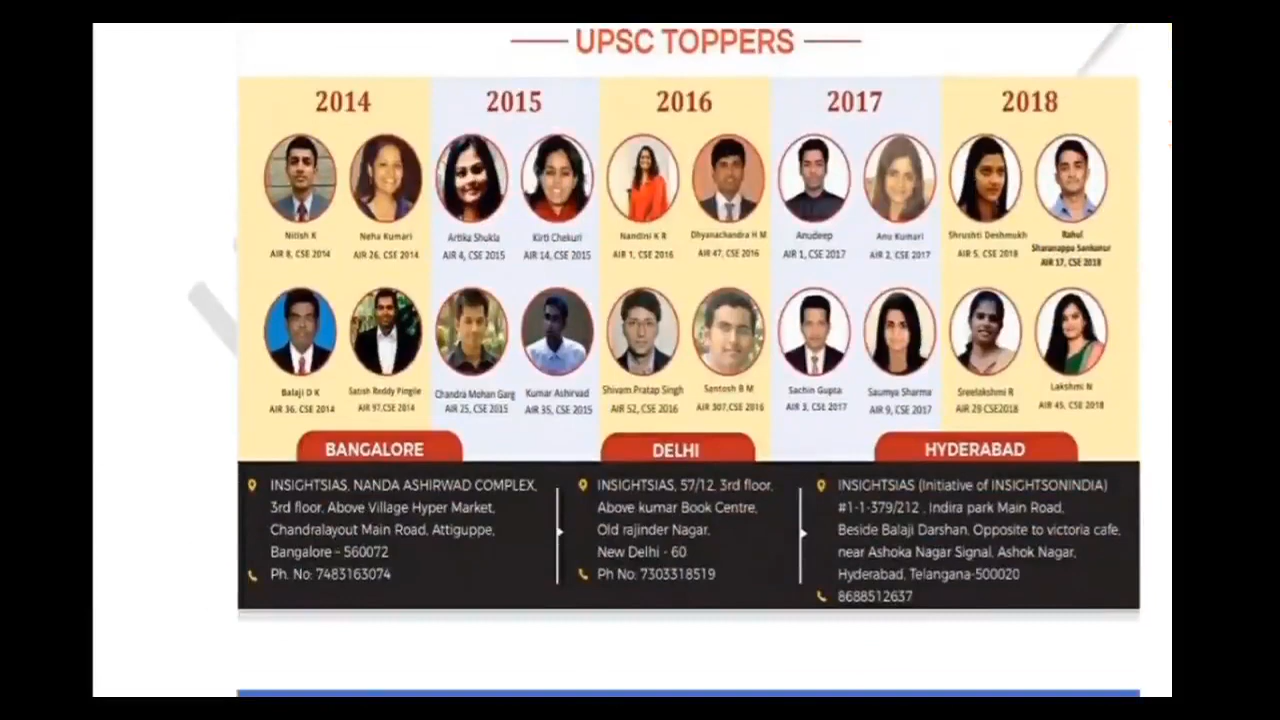 UPSC TOPPERS
2014 2015 2016 2017 2018
Nitish K Neha Kumari Artika Shukla Kirti Chekuri Nandini K R Dhyanachandra H M Anudeep Anu Kumari Shrushti Deshmukh Rahul
Sharanappa Sankanur
AIR 8, CSE 2014 AIR 26, CSE 2014 AIR 4, CSE 2015 AIR 14, CSE 2015 AIR 1, CSE 2016 AIR 47, CSE 2016 AIR 1, CSE 2017 AIR 2, CSE 2017 AIR 5, CSE 2018 AIR 17, CSE 2018
Balaji D K Satish Reddy Pingile Chandra Mohan Garg Kumar Ashirvad Shivam Pratap Singh Santosh B M Sachin Gupta Saumya Sharma Sreelakshmi R Lakshmi N
AIR 36, CSE 2014 AIR 97,CSE 2014 AIR 25, CSE 2015 AIR 35, CSE 2015 AIR 52, CSE 2016 AIR 307,CSE 2016 AIR 3, CSE 2017 AIR 9, CSE 2017 AIR 29 CSE2018 AIR 45, CSE 2018
BANGALORE
INSIGHTSIAS, NANDA ASHIRWAD COMPLEX,
3rd floor, Above Village Hyper Market,
Chandralayout Main Road, Attiguppe,
Bangalore – 560072
Ph. No: 7483163074
DELHI
INSIGHTSIAS, 57/12, 3rd floor,
Above kumar Book Centre,
Old rajinder Nagar,
New Delhi - 60
Ph No: 7303318519
HYDERABAD
INSIGHTSIAS (Initiative of INSIGHTSONINDIA)
#1-1-379/212 , Indira park Main Road,
Beside Balaji Darshan, Opposite to victoria cafe,
near Ashoka Nagar Signal, Ashok Nagar,
Hyderabad, Telangana-500020
8688512637